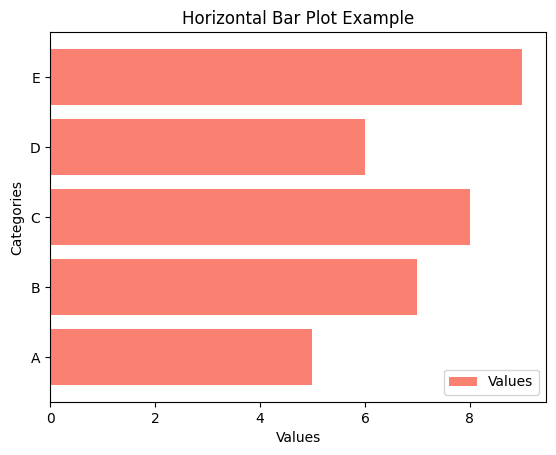 Horizontal Bar Plot Example
Categories
E
D
C
B
A
Values
0 2 4 6 8
Values